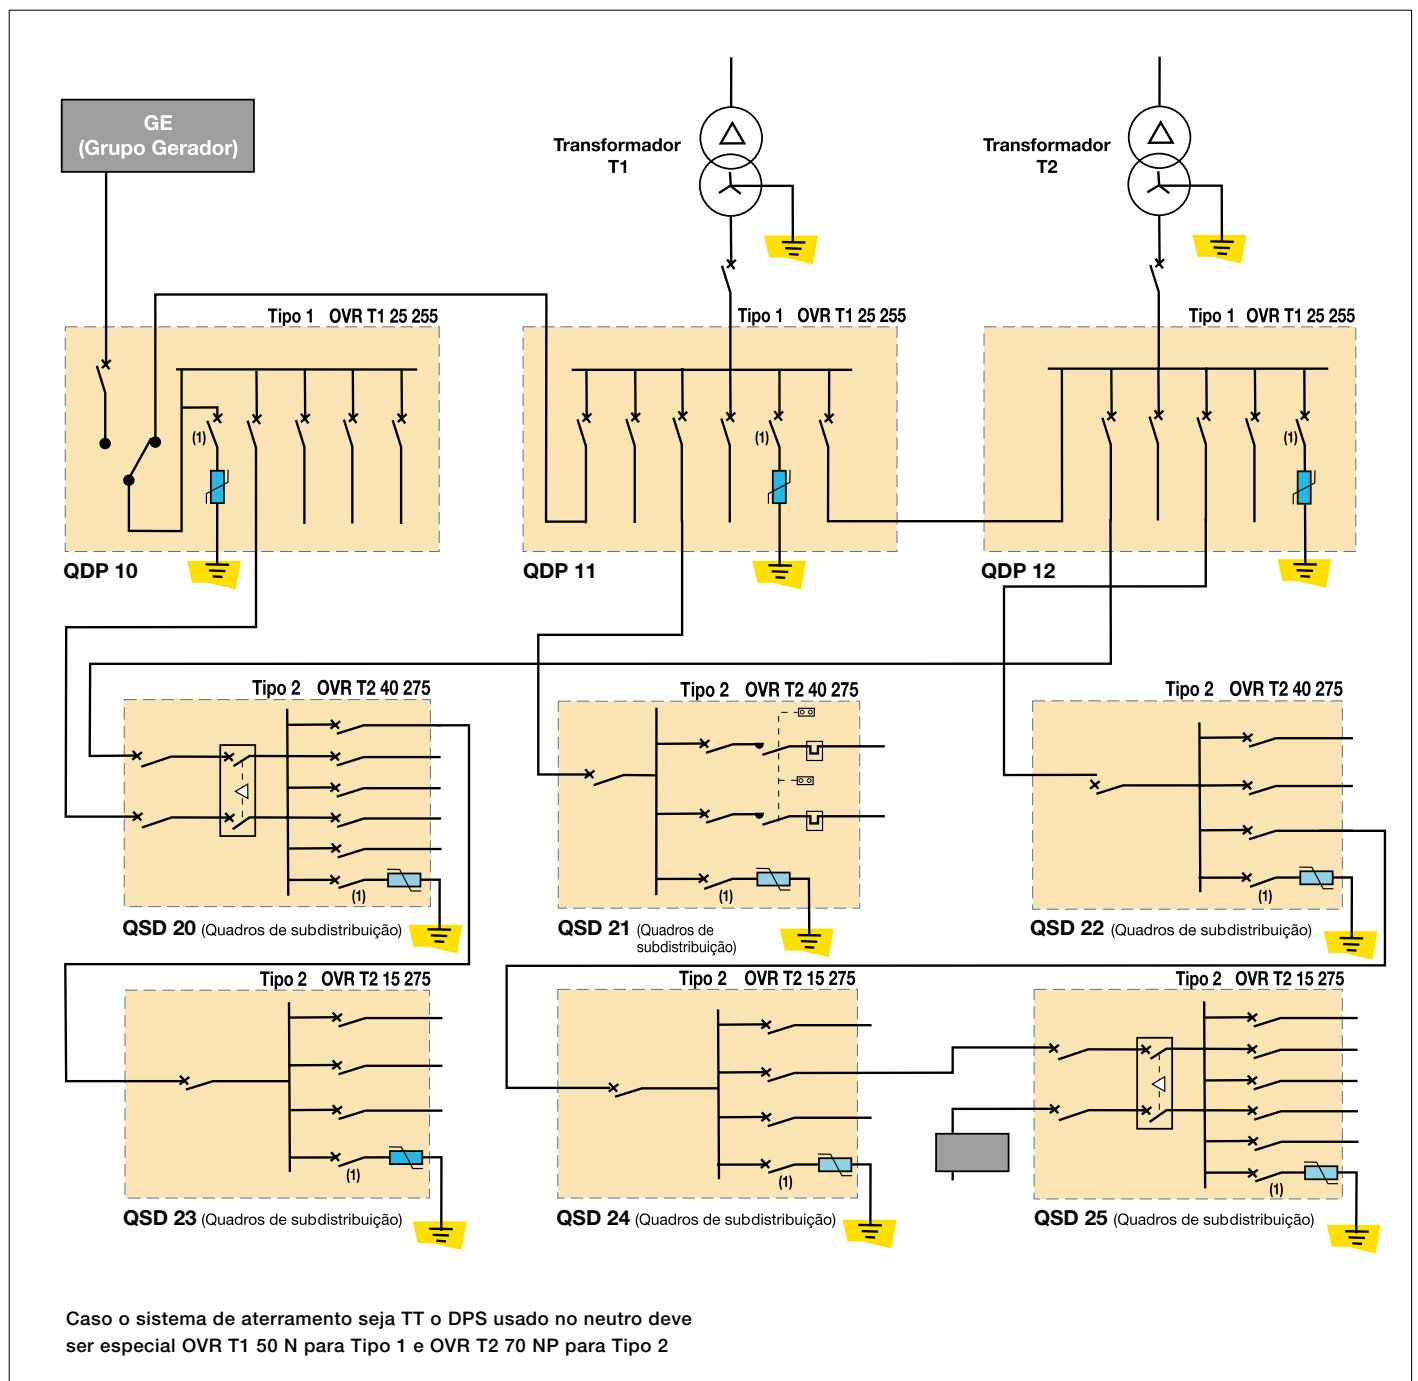 GE
(Grupo Gerador)
Transformador
T1
Transformador
T2
Tipo 1 OVR T1 25 255
Tipo 1 OVR T1 25 255
Tipo 1 OVR T1 25 255
(1)
(1)
(1)
QDP 10
QDP 11
QDP 12
Tipo 2 OVR T2 40 275
Tipo 2 OVR T2 40 275
Tipo 2 OVR T2 40 275
(1)
(1)
(1)
QSD 20 (Quadros de subdistribuição)
QSD 21 (Quadros de
subdistribuição)
QSD 22 (Quadros de subdistribuição)
Tipo 2 OVR T2 15 275
Tipo 2 OVR T2 15 275
Tipo 2 OVR T2 15 275
(1)
(1)
(1)
QSD 23 (Quadros de subdistribuição)
QSD 24 (Quadros de subdistribuição)
QSD 25 (Quadros de subdistribuição)
Caso o sistema de aterramento seja TT o DPS usado no neutro deve
ser especial OVR T1 50 N para Tipo 1 e OVR T2 70 NP para Tipo 2